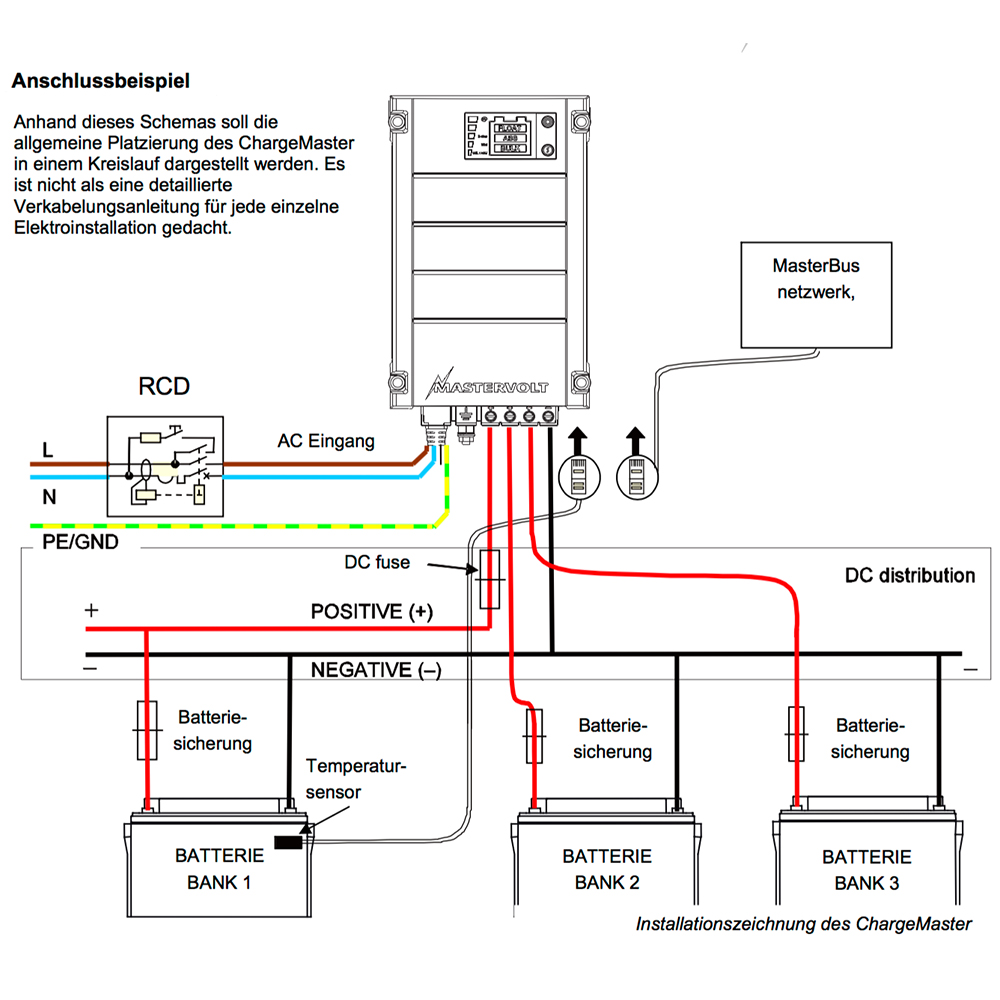 Anschlussbeispiel
Anhand dieses Schemas soll die
allgemeine Platzierung des ChargeMaster
in einem Kreislauf dargestellt werden. Es
ist nicht als eine detaillierte
Verkabelungsanleitung für jede einzelne
Elektroinstallation gedacht.
FLOAT
ABS
BULK
MASTERVOLT
MasterBus
netzwerk,
RCD
AC Eingang
L
N
PE/GND
DC fuse
DC distribution
+
POSITIVE (+)
–
NEGATIVE (–)
–
Batterie-
sicherung
Batterie-
sicherung
Batterie-
sicherung
Temperatur-
sensor
BATTERIE
BANK 1
BATTERIE
BANK 2
BATTERIE
BANK 3
Installationszeichnung des ChargeMaster